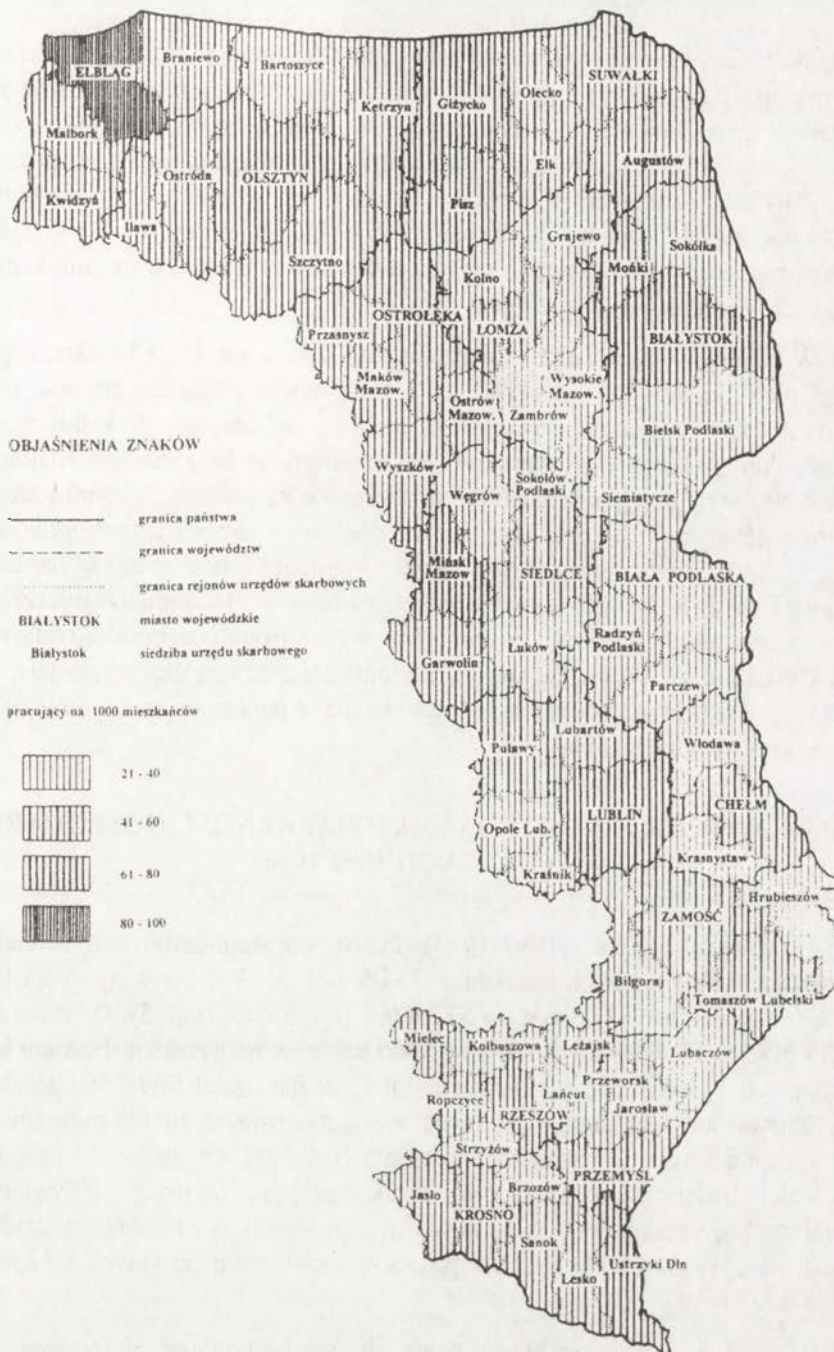 ELBLĄG
Braniewo
Bartoszyce
Kętrzyn
Giżycko
Olecko
SUWAŁKI
Malbork
Ostróda
OLSZTYN
Ełk
Augustów
Kwidzyń
Iława
Pisz
Grajewo
Sokółka
Szczytno
Kolno
Mońki
OSTROŁĘKA
Przasnysz
ŁOMŻA
BIAŁYSTOK
Maków
Mazow.
Ostrów
Mazow.
Zambrów
Wysokie
Mazow.
Bielsk Podlaski
OBJAŚNIENIA ZNAKÓW
Wyszków
Węgrów
Sokołów
Podlaski
Siemiatycze
granica państwa
granica województw
granica rejonów urzędów skarbowych
BIAŁYSTOK miasto wojewódzkie
Białystok siedziba urzędu skarbowego
Miński
Mazow
SIEDLCE
BIAŁA PODLASKA
Garwolin
Łuków
Radzyń
Podlaski
Parczew
pracujący na 1000 mieszkańców
21 - 40
41 - 60
61 - 80
80 - 100
Puławy
Lubartów
Włodawa
LUBLIN
CHEŁM
Opole Lub.
Kraśnik
Krasnystaw
ZAMOŚĆ
Hrubieszów
Biłgoraj
Tomaszów Lubelski
Mielec
Kolbuszowa
Leżajsk
Lubaczów
Ropczyce
Łańcut
Przeworsk
RZESZÓW
Jarosław
Strzyżów
PRZEMYŚL
Jasło
Brzozów
KROSNO
Sanok
Lesko
Ustrzyki Dln